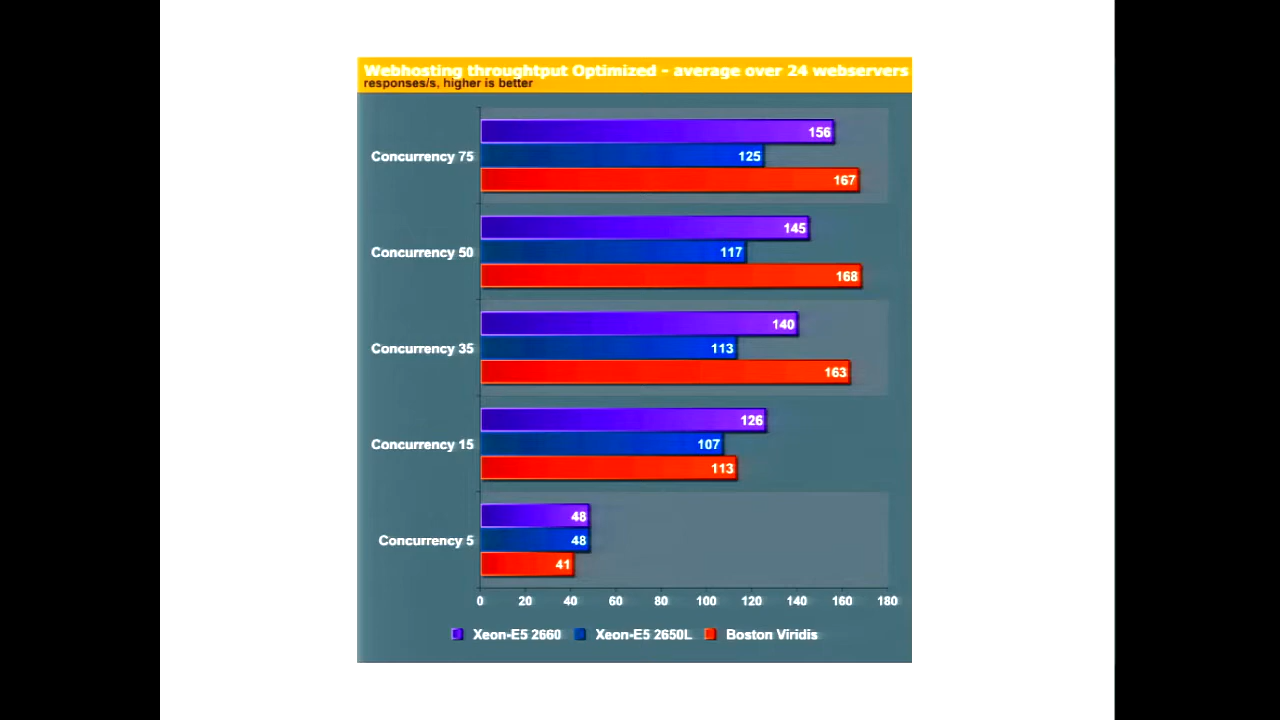 Webhosting throughtput Optimized - average over 24 webservers
responses/s, higher is better
156
Concurrency 75
125
167
145
Concurrency 50
117
168
140
Concurrency 35
113
163
126
Concurrency 15
107
113
48
Concurrency 5
48
41
0 20 40 60 80 100 120 140 160 180
Xeon-E5 2660 Xeon-E5 2650L Boston Viridis